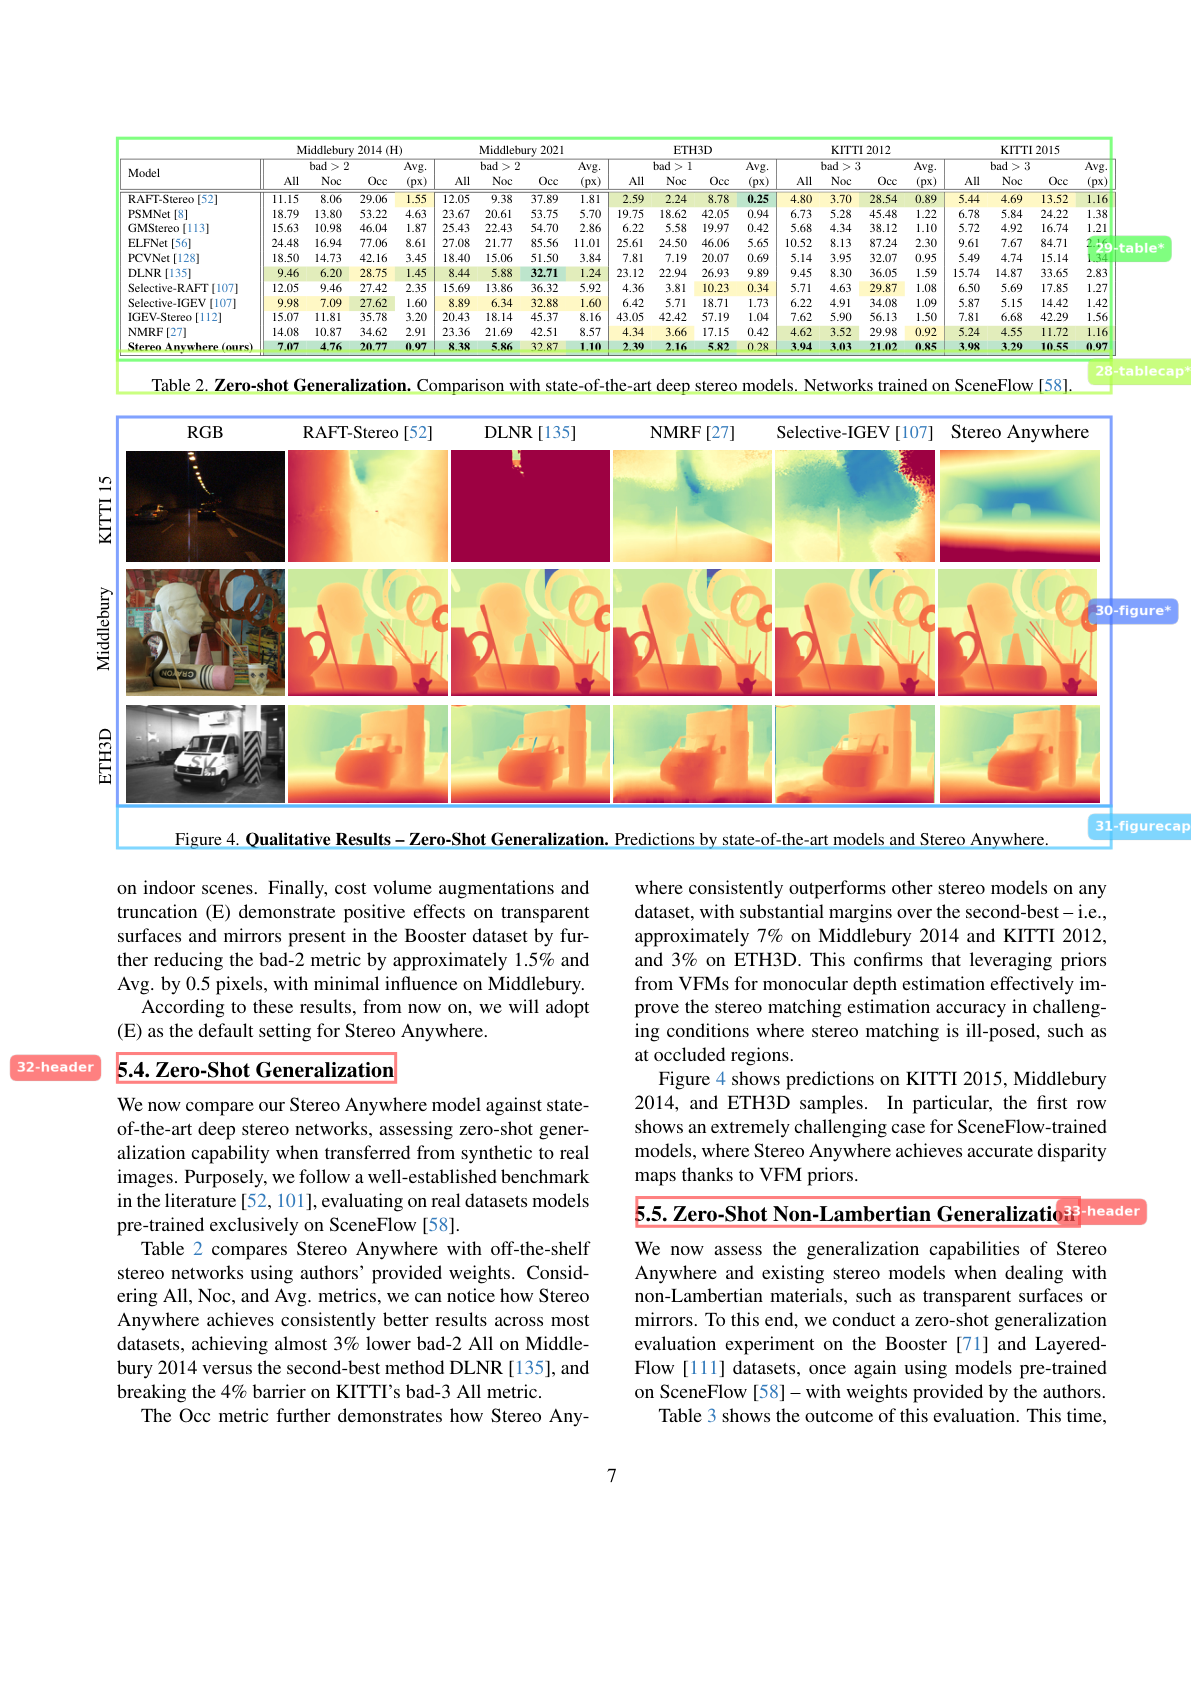 Middlebury 2014 (H) Middlebury 2021 ETH3D KITTI 2012 KITTI 2015
Model bad > 2 Avg. bad > 2 Avg. bad > 1 Avg. bad > 3 Avg. bad > 3 Avg.
All Noc Occ (px) All Noc Occ (px) All Noc Occ (px) All Noc Occ (px) All Noc Occ (px)
RAFT-Stereo [52] 11.15 8.06 29.06 1.55 12.05 9.38 37.89 1.81 2.59 2.24 8.78 0.25 4.80 3.70 28.54 0.89 5.44 4.69 13.52 1.16
PSMNet [8] 18.79 13.80 53.22 4.63 23.67 20.61 53.75 5.70 19.75 18.62 42.05 0.94 6.73 5.28 45.48 1.22 6.78 5.84 24.22 1.38
GMStereo [113] 15.63 10.98 46.04 1.87 25.43 22.43 54.70 2.86 6.22 5.58 19.97 0.42 5.68 4.34 38.12 1.10 5.72 4.92 16.74 1.21
ELFNet [56] 24.48 16.94 77.06 8.61 27.08 21.77 85.56 11.01 25.61 24.50 46.06 5.65 10.52 8.13 87.24 2.30 9.61 7.67 84.71
29-table*
PCVNet [128] 18.50 14.73 42.16 3.45 18.40 15.06 51.50 3.84 7.81 7.19 20.07 0.69 5.14 3.95 32.07 0.95 5.49 4.74 15.14
DLNR [135] 9.46 6.20 28.75 1.45 8.44 5.88 32.71 1.24 23.12 22.94 26.93 9.89 9.45 8.30 36.05 1.59 15.74 14.87 33.65 2.83
Selective-RAFT [107] 12.05 9.46 27.42 2.35 15.69 13.86 36.32 5.92 4.36 3.81 10.23 0.34 5.71 4.63 29.87 1.08 6.50 5.69 17.85 1.27
Selective-IGEV [107] 9.98 7.09 27.62 1.60 8.89 6.34 32.88 1.60 6.42 5.71 18.71 1.73 6.22 4.91 34.08 1.09 5.87 5.15 14.42 1.42
IGEV-Stereo [112] 15.07 11.81 35.78 3.20 20.43 18.14 45.37 8.16 43.05 42.42 57.19 1.04 7.62 5.90 56.13 1.50 7.81 6.68 42.29 1.56
NMRF [27] 14.08 10.87 34.62 2.91 23.36 21.69 42.51 8.57 4.34 3.66 17.15 0.42 4.62 3.52 29.98 0.92 5.24 4.55 11.72 1.16
Stereo Anywhere (ours) 7.07 4.76 20.77 0.97 8.38 5.86 32.87 1.10 2.39 2.16 5.82 0.28 3.94 3.03 21.02 0.85 3.98 3.29 10.55 0.97
28-tablecap*
Table 2. Zero-shot Generalization. Comparison with state-of-the-art deep stereo models. Networks trained on SceneFlow [58].
RGB RAFT-Stereo [52] DLNR [135] NMRF [27] Selective-IGEV [107] Stereo Anywhere
KITTI 15
Middlebury
30-figure*
CRAYON
ETH3D
31-figurecap
Figure 4. Qualitative Results – Zero-Shot Generalization. Predictions by state-of-the-art models and Stereo Anywhere.
on indoor scenes. Finally, cost volume augmentations and
truncation (E) demonstrate positive effects on transparent
surfaces and mirrors present in the Booster dataset by fur-
ther reducing the bad-2 metric by approximately 1.5% and
Avg. by 0.5 pixels, with minimal influence on Middlebury.
According to these results, from now on, we will adopt
(E) as the default setting for Stereo Anywhere.
32-header
5.4. Zero-Shot Generalization
We now compare our Stereo Anywhere model against state-
of-the-art deep stereo networks, assessing zero-shot gener-
alization capability when transferred from synthetic to real
images. Purposely, we follow a well-established benchmark
in the literature [52, 101], evaluating on real datasets models
pre-trained exclusively on SceneFlow [58].
Table 2 compares Stereo Anywhere with off-the-shelf
stereo networks using authors' provided weights. Consid-
ering All, Noc, and Avg. metrics, we can notice how Stereo
Anywhere achieves consistently better results across most
datasets, achieving almost 3% lower bad-2 All on Middle-
bury 2014 versus the second-best method DLNR [135], and
breaking the 4% barrier on KITTI's bad-3 All metric.
The Occ metric further demonstrates how Stereo Any-
where consistently outperforms other stereo models on any
dataset, with substantial margins over the second-best – i.e.,
approximately 7% on Middlebury 2014 and KITTI 2012,
and 3% on ETH3D. This confirms that leveraging priors
from VFMs for monocular depth estimation effectively im-
prove the stereo matching estimation accuracy in challeng-
ing conditions where stereo matching is ill-posed, such as
at occluded regions.
Figure 4 shows predictions on KITTI 2015, Middlebury
2014, and ETH3D samples. In particular, the first row
shows an extremely challenging case for SceneFlow-trained
models, where Stereo Anywhere achieves accurate disparity
maps thanks to VFM priors.
5.5. Zero-Shot Non-Lambertian Generalization
33-header
We now assess the generalization capabilities of Stereo
Anywhere and existing stereo models when dealing with
non-Lambertian materials, such as transparent surfaces or
mirrors. To this end, we conduct a zero-shot generalization
evaluation experiment on the Booster [71] and Layered-
Flow [111] datasets, once again using models pre-trained
on SceneFlow [58] – with weights provided by the authors.
Table 3 shows the outcome of this evaluation. This time,
7